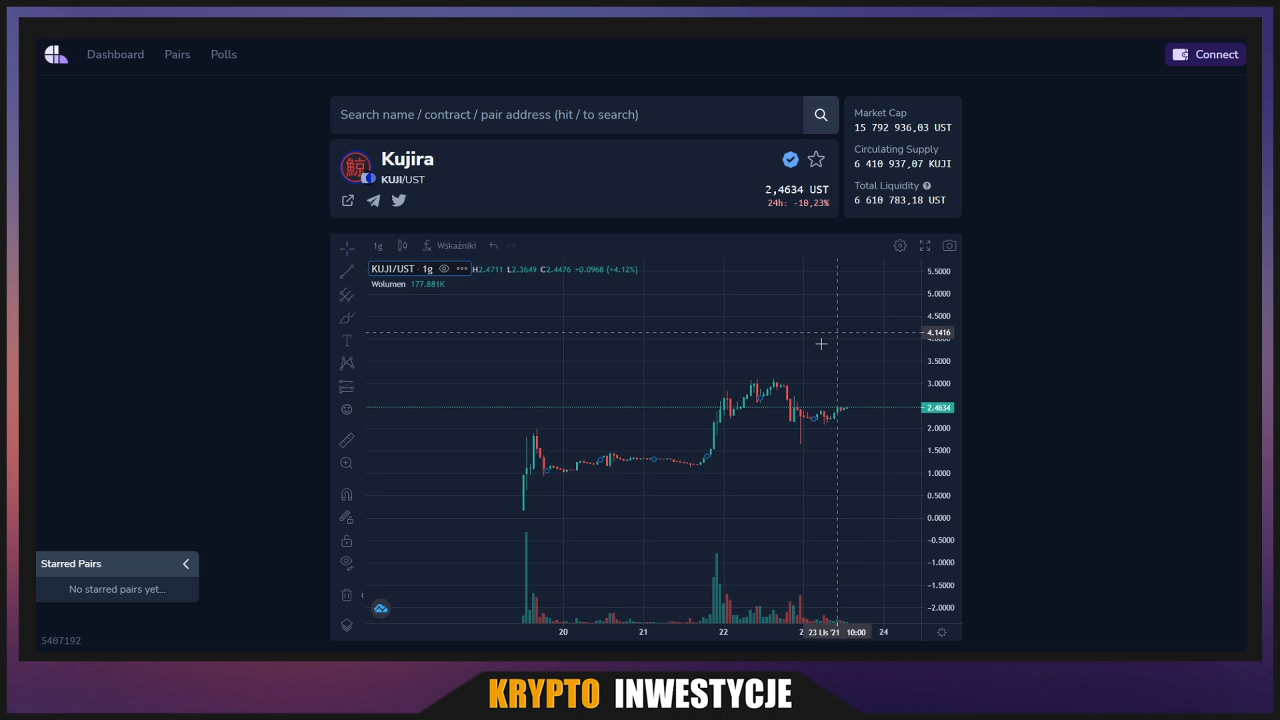 Dashboard Pairs Polls
Connect
Search name / contract / pair address (hit / to search)
Market Cap
15 792 936,03 UST
Circulating Supply
6 410 937,07 KUJI
Total Liquidity
6 610 783,18 UST
鯨
Kujira
KUJI/UST
2,4634 UST
24h: -10,23%
1g Wskaźniki
KUJI/UST · 1g H2.4711 L2.3649 C2.4476 +0.0968 (+4.12%)
Wolumen 177.881K
5.5000
5.0000
4.5000
4.1416
3.5000
3.0000
2.4634
2.0000
1.5000
1.0000
0.5000
0.0000
-0.5000
-1.0000
-1.5000
-2.0000
20 21 22 23 Lis '21 10:00 24
Starred Pairs
No starred pairs yet...
5407192
KRYPTO INWESTYCJE